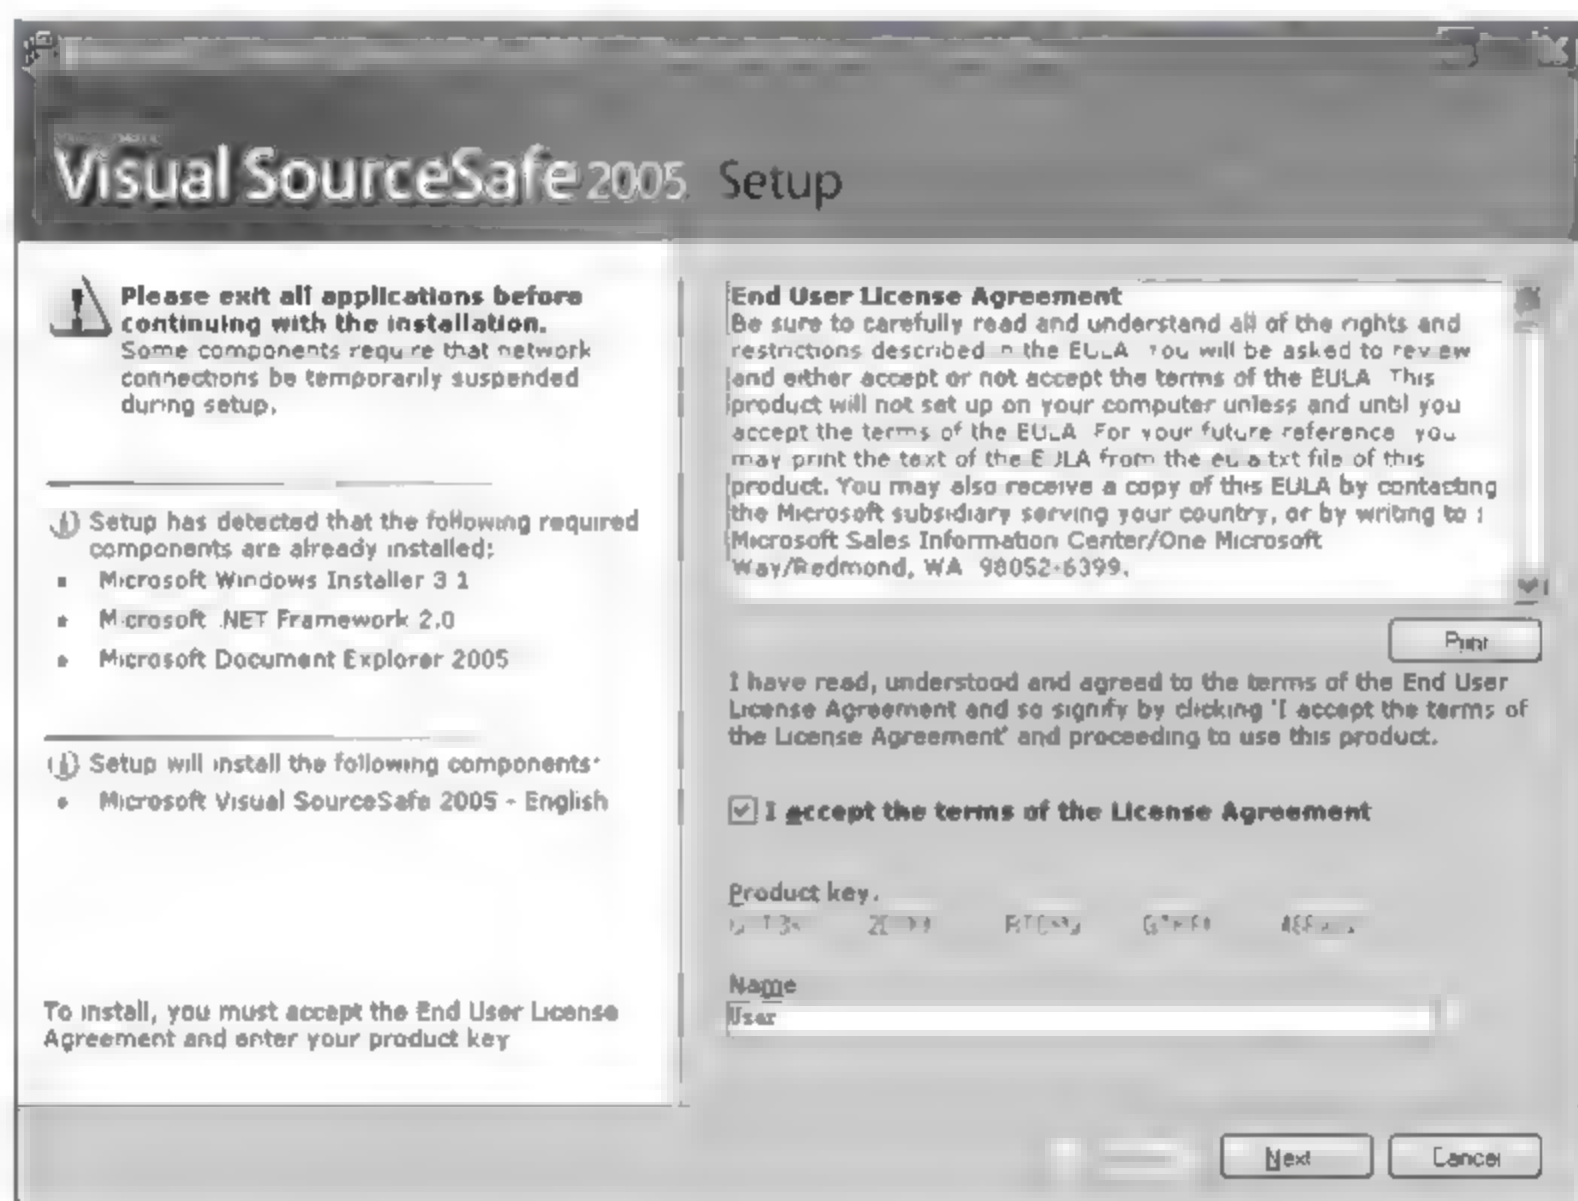 Visual SourceSafe 2005 Setup
Please exit all applications before
continuing with the installation.
Some components require that network
connections be temporarily suspended
during setup.
Setup has detected that the following required
components are already installed:
Microsoft Windows Installer 3.1
Microsoft .NET Framework 2.0
Microsoft Document Explorer 2005
Setup will install the following components:
Microsoft Visual SourceSafe 2005 - English
To install, you must accept the End User License
Agreement and enter your product key
End User License Agreement
Be sure to carefully read and understand all of the rights and
restrictions described in the EULA. You will be asked to review
and either accept or not accept the terms of the EULA. This
product will not set up on your computer unless and until you
accept the terms of the EULA. For your future reference, you
may print the text of the EULA from the eula.txt file of this
product. You may also receive a copy of this EULA by contacting
the Microsoft subsidiary serving your country, or by writing to:
Microsoft Sales Information Center/One Microsoft
Way/Redmond, WA 98052-6399.
Print
I have read, understood and agreed to the terms of the End User
License Agreement and so signify by clicking 'I accept the terms of
the License Agreement' and proceeding to use this product.
I accept the terms of the License Agreement
Product key:
Name
User
Next
Cancel